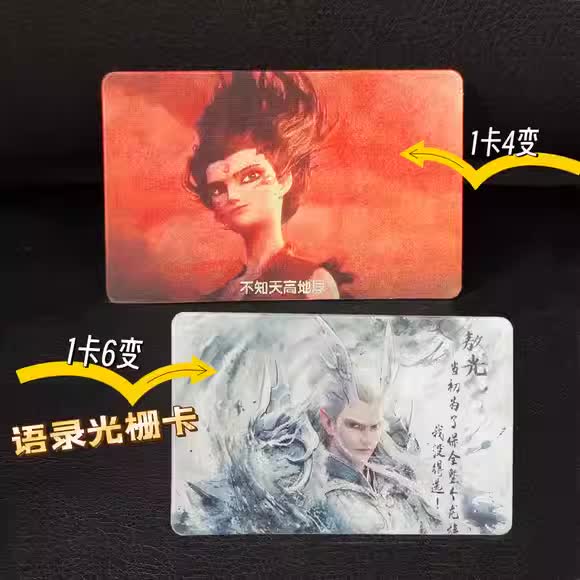 1卡4变
不知天高地厚
1卡6变
语录光栅卡
敖光
当初为了保全整个龙族
我没得选！